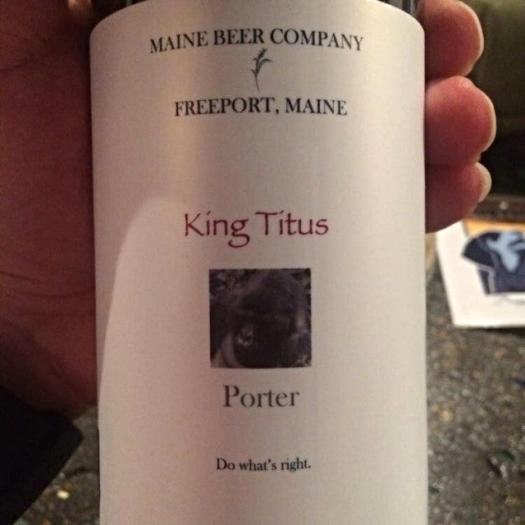 MAINE BEER COMPANY
FREEPORT, MAINE
King Titus
Porter
Do what's right.